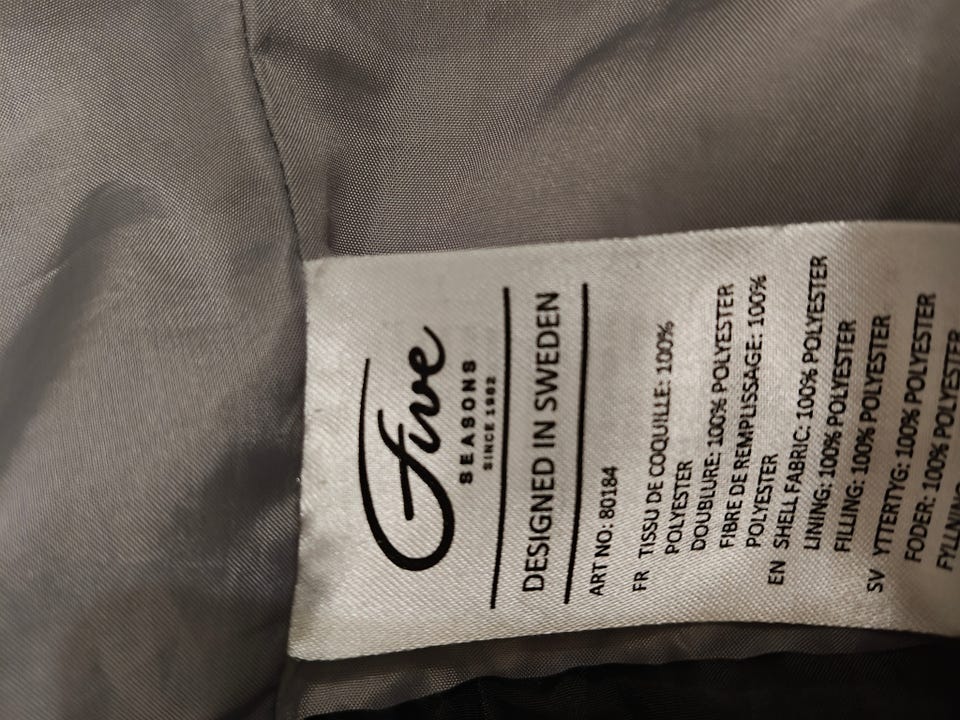 Five
SEASONS
SINCE 1982
DESIGNED IN SWEDEN
ART NO: 80184
FR TISSU DE COQUILLE: 100%
POLYESTER
DOUBLURE: 100% POLYESTER
FIBRE DE REMPLISSAGE: 100%
POLYESTER
EN SHELL FABRIC: 100% POLYESTER
LINING: 100% POLYESTER
FILLING: 100% POLYESTER
SV YTTERTYG: 100% POLYESTER
FODER: 100% POLYESTER